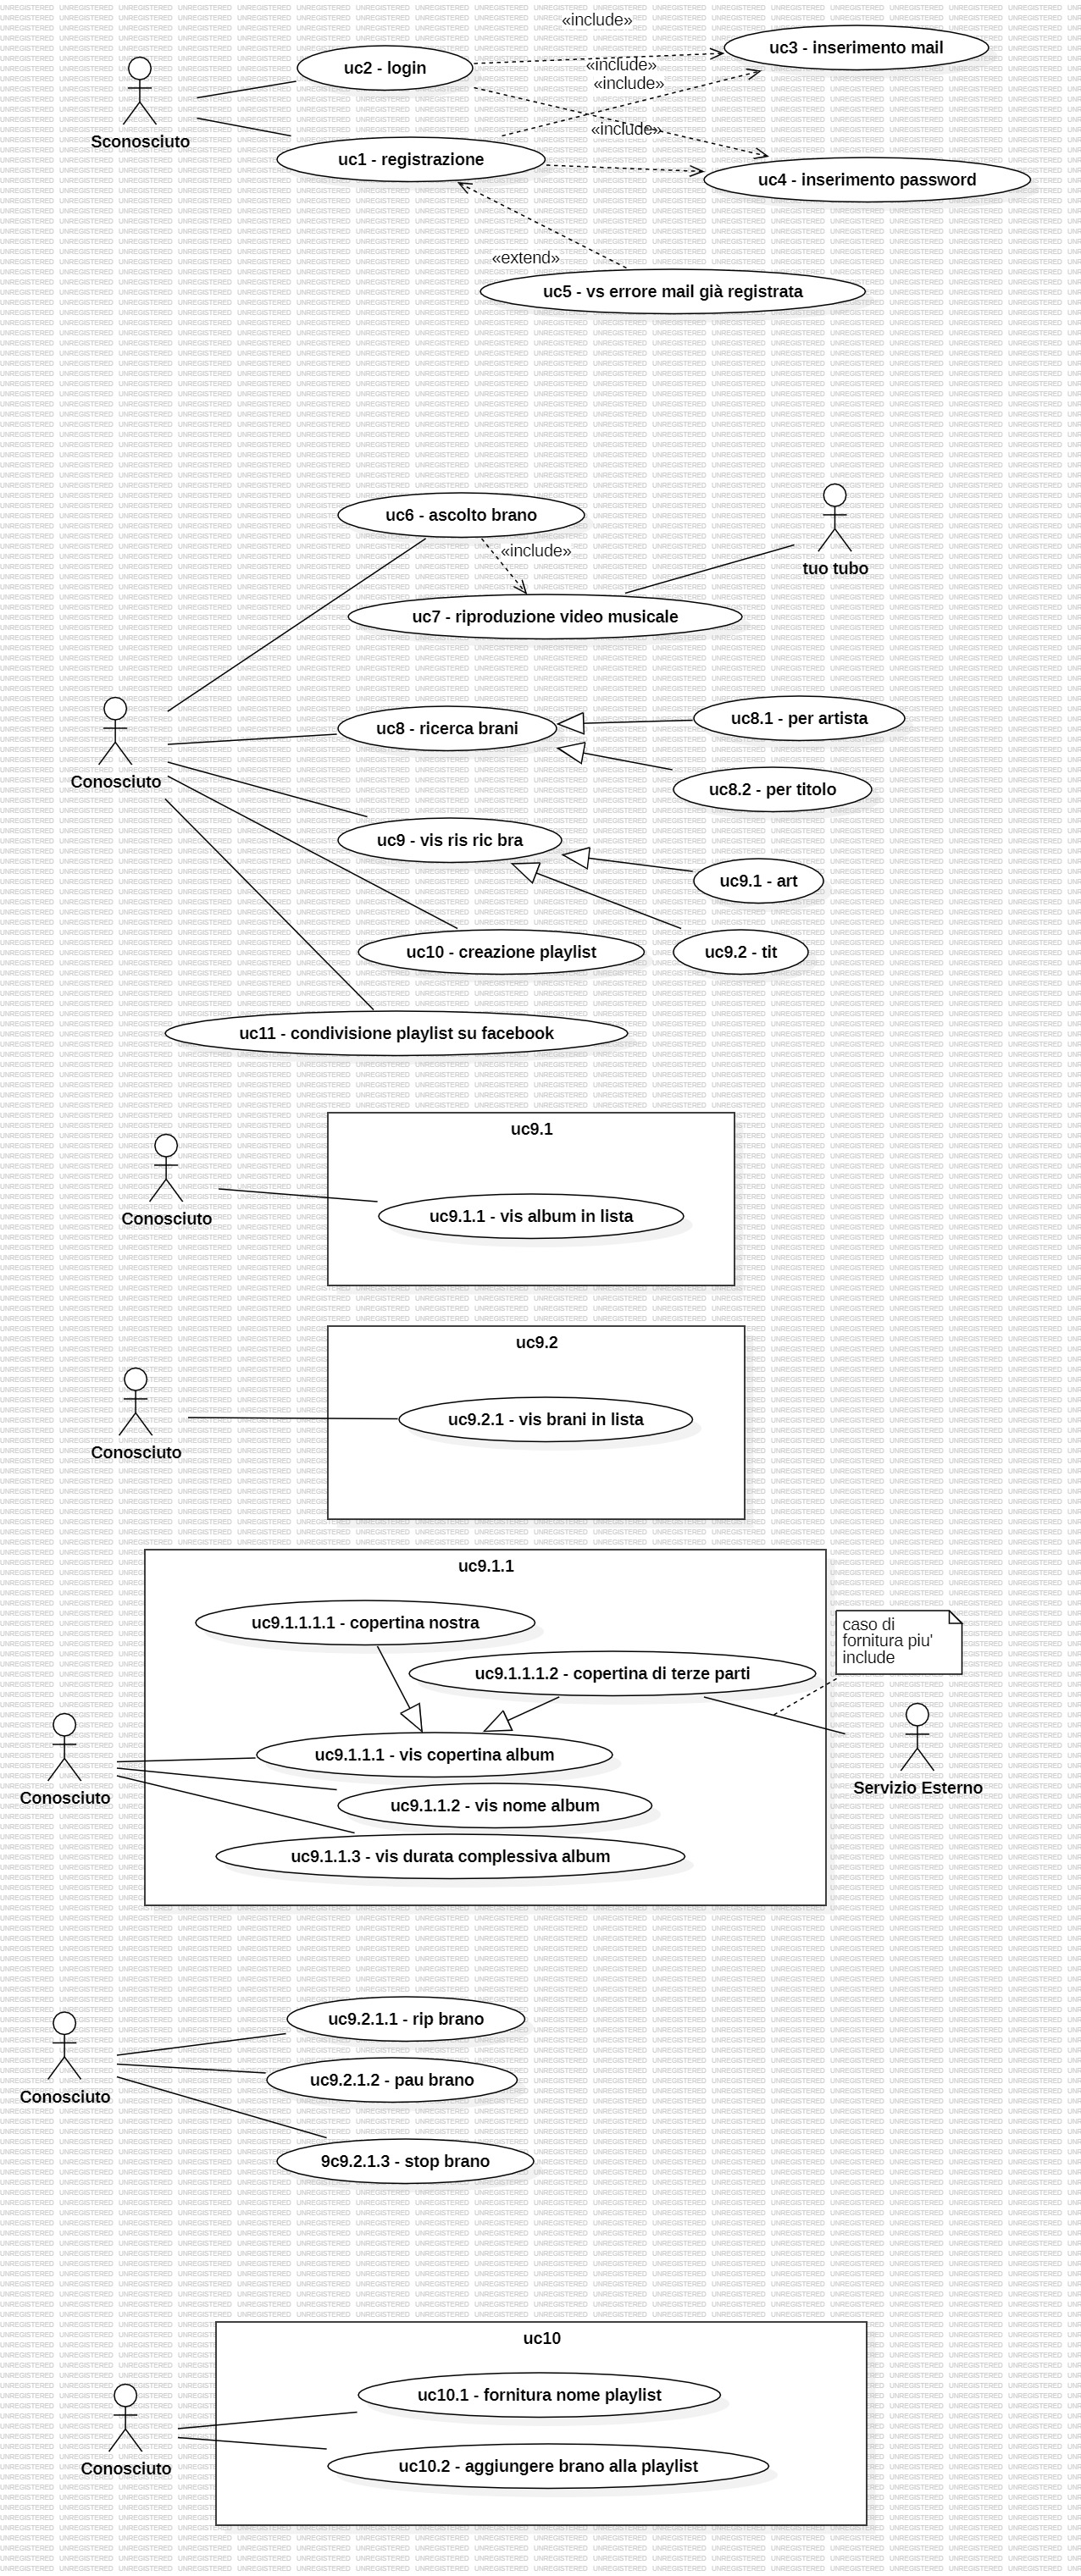 «include»
uc3 - inserimento mail
uc2 - login
«include»
«include»
Sconosciuto
«include»
uc1 - registrazione
uc4 - inserimento password
«extend»
uc5 - vs errore mail già registrata
uc6 - ascolto brano
«include»
tuo tubo
uc7 - riproduzione video musicale
uc8 - ricerca brani
uc8.1 - per artista
Conosciuto
uc8.2 - per titolo
uc9 - vis ris ric bra
uc9.1 - art
uc10 - creazione playlist
uc9.2 - tit
uc11 - condivisione playlist su facebook
uc9.1
Conosciuto
uc9.1.1 - vis album in lista
uc9.2
uc9.2.1 - vis brani in lista
Conosciuto
uc9.1.1
uc9.1.1.1.1 - copertina nostra
caso di
fornitura piu'
include
uc9.1.1.1.2 - copertina di terze parti
uc9.1.1.1 - vis copertina album
Servizio Esterno
Conosciuto
uc9.1.1.2 - vis nome album
uc9.1.1.3 - vis durata complessiva album
uc9.2.1.1 - rip brano
uc9.2.1.2 - pau brano
Conosciuto
9c9.2.1.3 - stop brano
uc10
uc10.1 - fornitura nome playlist
Conosciuto
uc10.2 - aggiungere brano alla playlist
UNREGISTERED